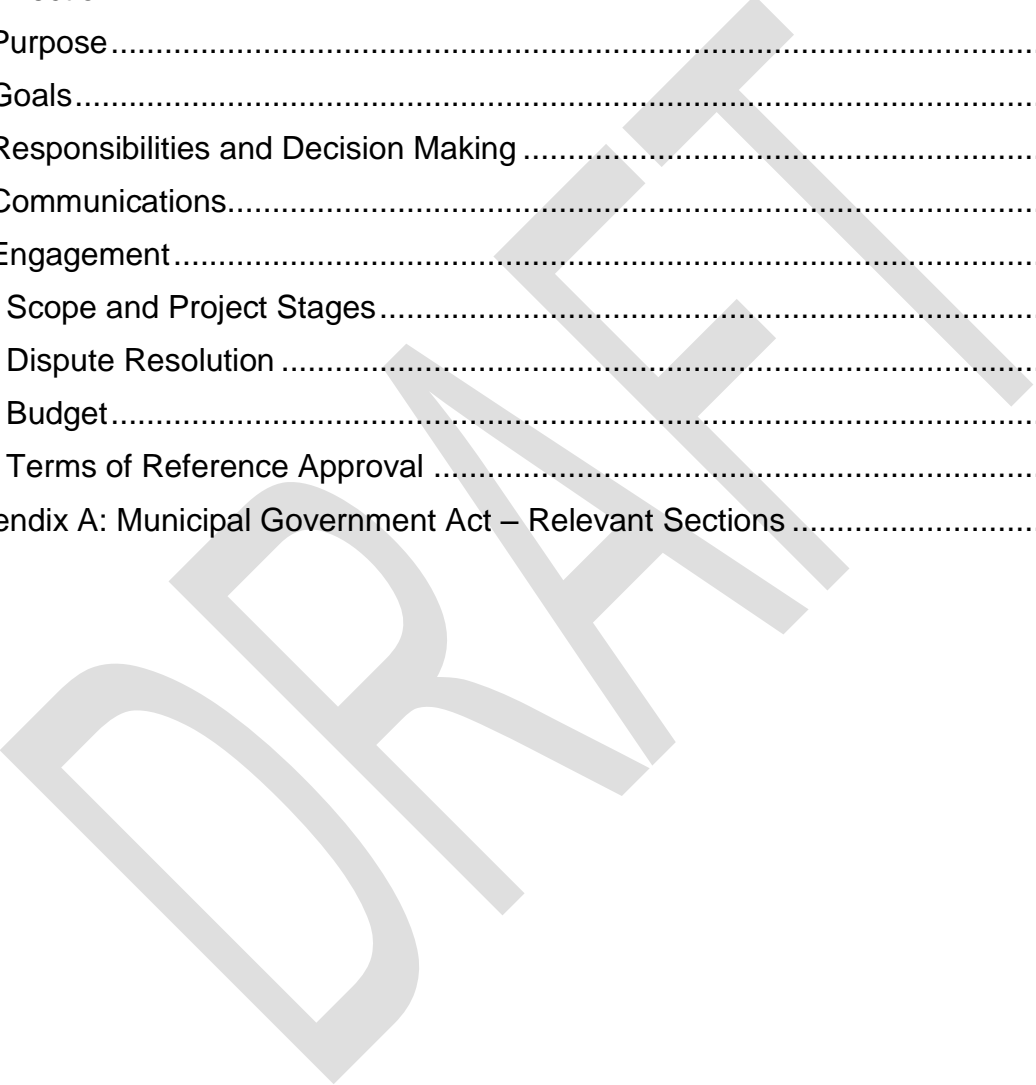 Purpose
Goals
Responsibilities and Decision Making
Communications
Engagement
Scope and Project Stages
Dispute Resolution
Budget
Terms of Reference Approval
endix A: Municipal Government Act – Relevant Sections
DRAFT